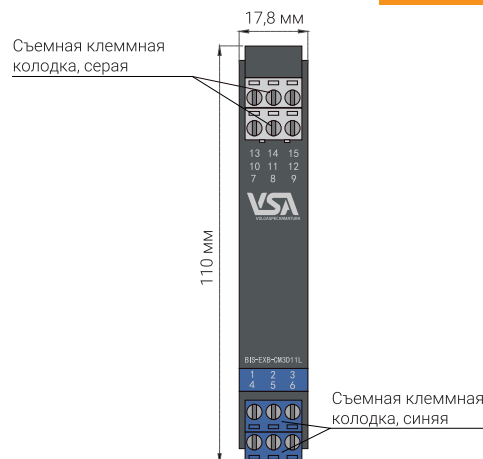 17,8 мм
Съемная клеммная
колодка, серая
13 14 15
10 11 12
7 8 9
VSA
VOLGASPECARMATURA
110 мм
BIS-EXB-CM3D11L
1 2 3
4 5 6
Съемная клеммная
колодка, синяя